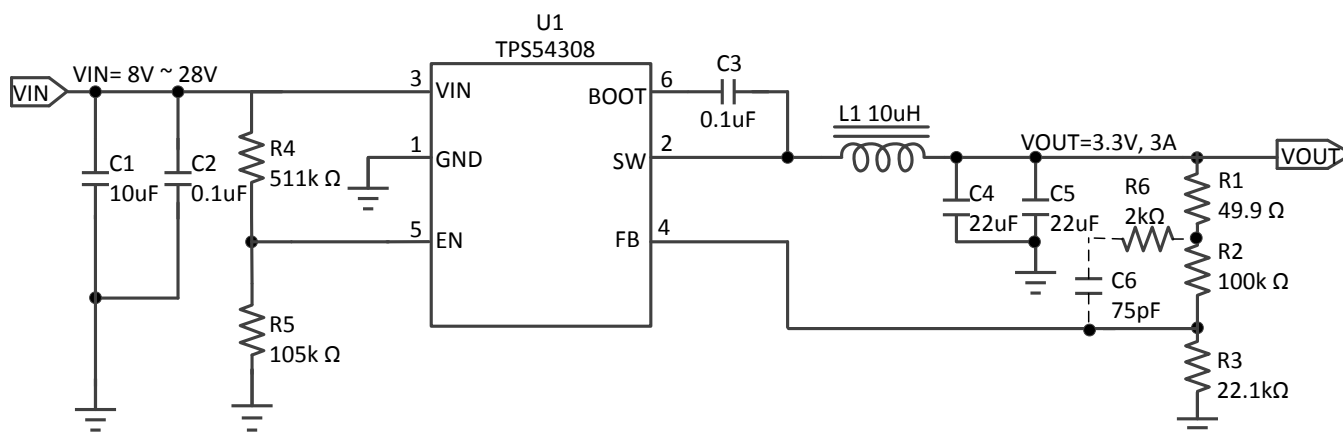 U1
TPS54308
VIN
VIN= 8V ~ 28V
3
VIN
1
GND
5
EN
BOOT
6
SW
2
FB
4
C1
10uF
C2
0.1uF
R4
511k Ω
R5
105k Ω
C3
0.1uF
L1 10uH
VOUT=3.3V, 3A
VOUT
C4
22uF
C5
22uF
R6
2kΩ
C6
75pF
R1
49.9 Ω
R2
100k Ω
R3
22.1kΩ